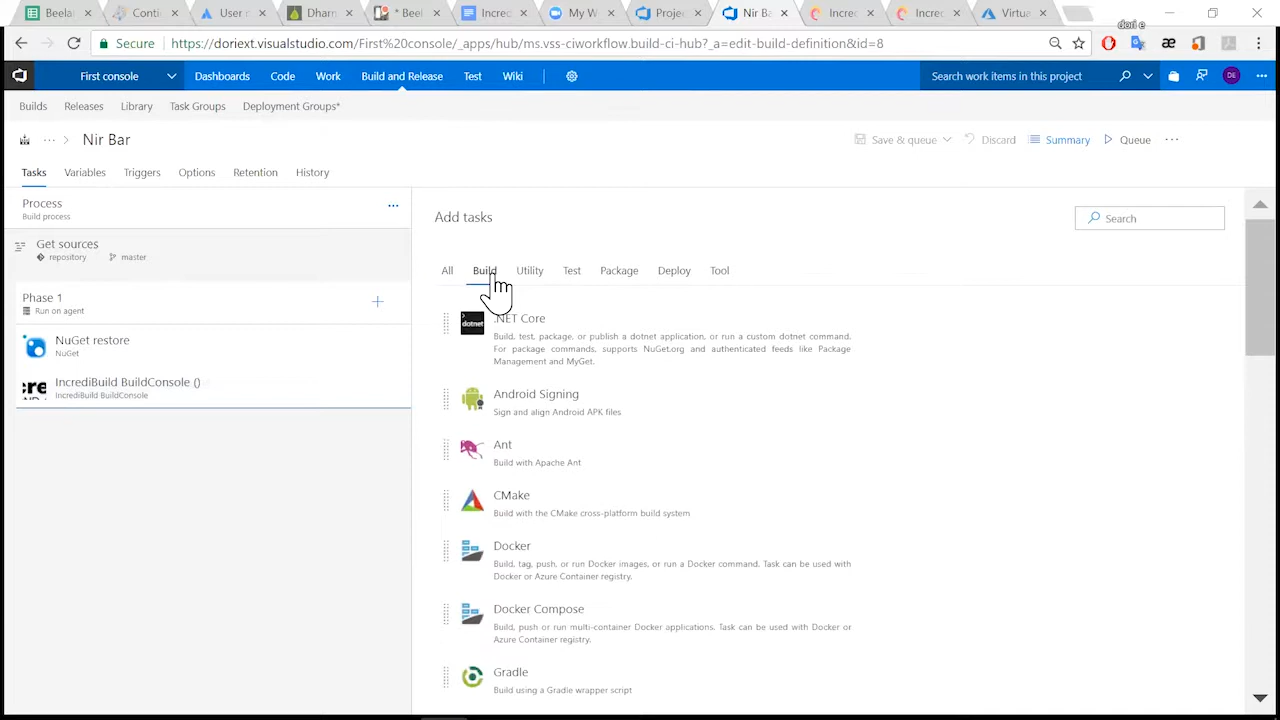 Beela
Conti
User n
Dharn
* Beel
Increc
My W
Projec
Nir Ba
Increc
Increc
Virtue
dori e
Secure
https://doriext.visualstudio.com/First%20console/_apps/hub/ms.vss-ciworkflow.build-ci-hub?_a=edit-build-definition&id=8
First console
Dashboards
Code
Work
Build and Release
Test
Wiki
Search work items in this project
DE
Builds
Releases
Library
Task Groups
Deployment Groups*
Nir Bar
Save & queue
Discard
Summary
Queue
Tasks
Variables
Triggers
Options
Retention
History
Process
Build process
Get sources
repository
master
Phase 1
Run on agent
NuGet restore
NuGet
IncrediBuild BuildConsole ()
IncrediBuild BuildConsole
Add tasks
Search
All
Build
Utility
Test
Package
Deploy
Tool
dotnet
.NET Core
Build, test, package, or publish a dotnet application, or run a custom dotnet command.
For package commands, supports NuGet.org and authenticated feeds like Package
Management and MyGet.
Android Signing
Sign and align Android APK files
Ant
Build with Apache Ant
CMake
Build with the CMake cross-platform build system
Docker
Build, tag, push, or run Docker images, or run a Docker command. Task can be used with
Docker or Azure Container registry.
Docker Compose
Build, push or run multi-container Docker applications. Task can be used with Docker or
Azure Container registry.
Gradle
Build using a Gradle wrapper script